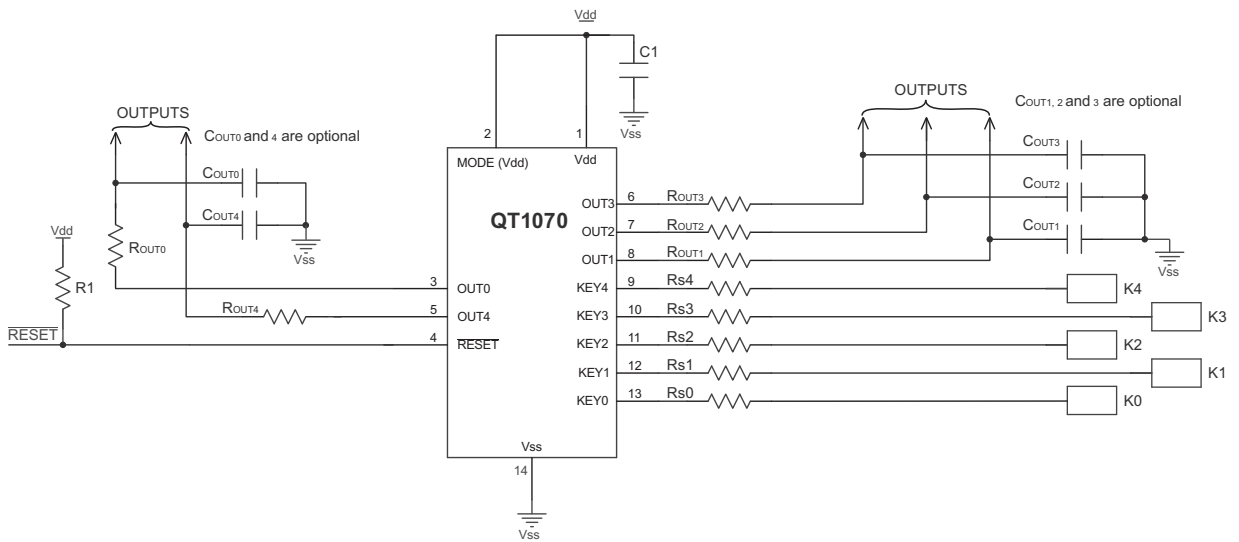 Vdd
C1
Vss
OUTPUTS
COUT0 and 4 are optional
COUT0
COUT4
Vss
ROUT0
Vdd
R1
ROUT4
RESET
2
1
MODE (Vdd)
Vdd
QT1070
3
OUT0
5
OUT4
4
RESET
OUT3
6
ROUT3
OUT2
7
ROUT2
OUT1
8
ROUT1
KEY4
9
Rs4
K4
KEY3
10
Rs3
K3
KEY2
11
Rs2
K2
KEY1
12
Rs1
K1
KEY0
13
Rs0
K0
OUTPUTS
COUT1, 2 and 3 are optional
COUT3
COUT2
COUT1
Vss
Vss
14
Vss